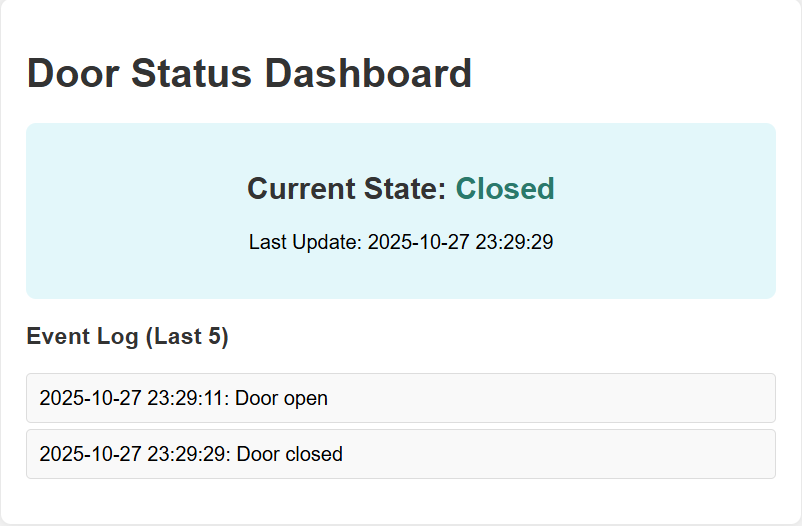 Door Status Dashboard
Current State: Closed
Last Update: 2025-10-27 23:29:29
Event Log (Last 5)
2025-10-27 23:29:11: Door open
2025-10-27 23:29:29: Door closed